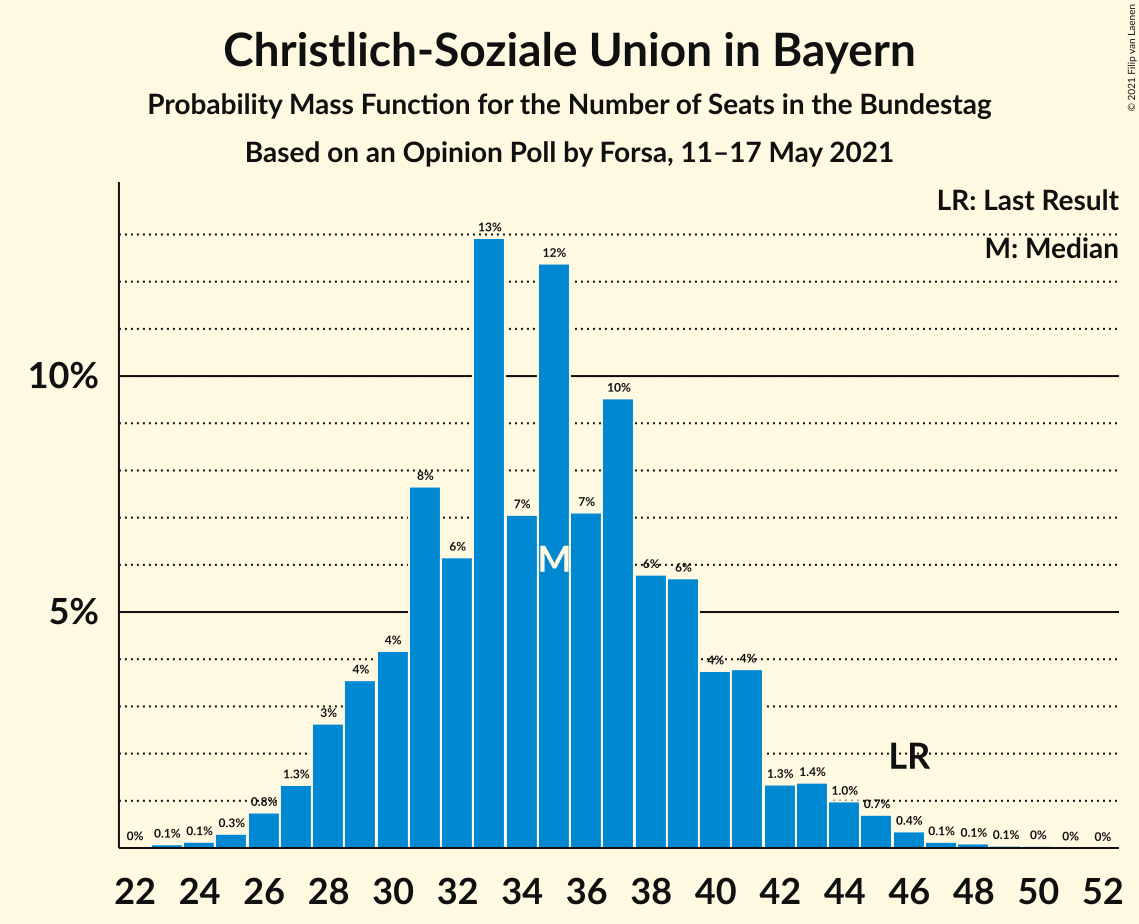 Christlich-Soziale Union in Bayern
Probability Mass Function for the Number of Seats in the Bundestag
Based on an Opinion Poll by Forsa, 11–17 May 2021
© 2021 Filip van Laenen
LR: Last Result
M: Median
10%
5%
0% 0.1% 0.1% 0.3% 0.8% 1.3% 3% 4% 4% 8% 6% 13% 7% 12% 7% 10% 6% 6% 4% 4% 1.3% 1.4% 1.0% 0.7% 0.4% 0.1% 0.1% 0.1% 0% 0% 0%
M
LR
22 24 26 28 30 32 34 36 38 40 42 44 46 48 50 52